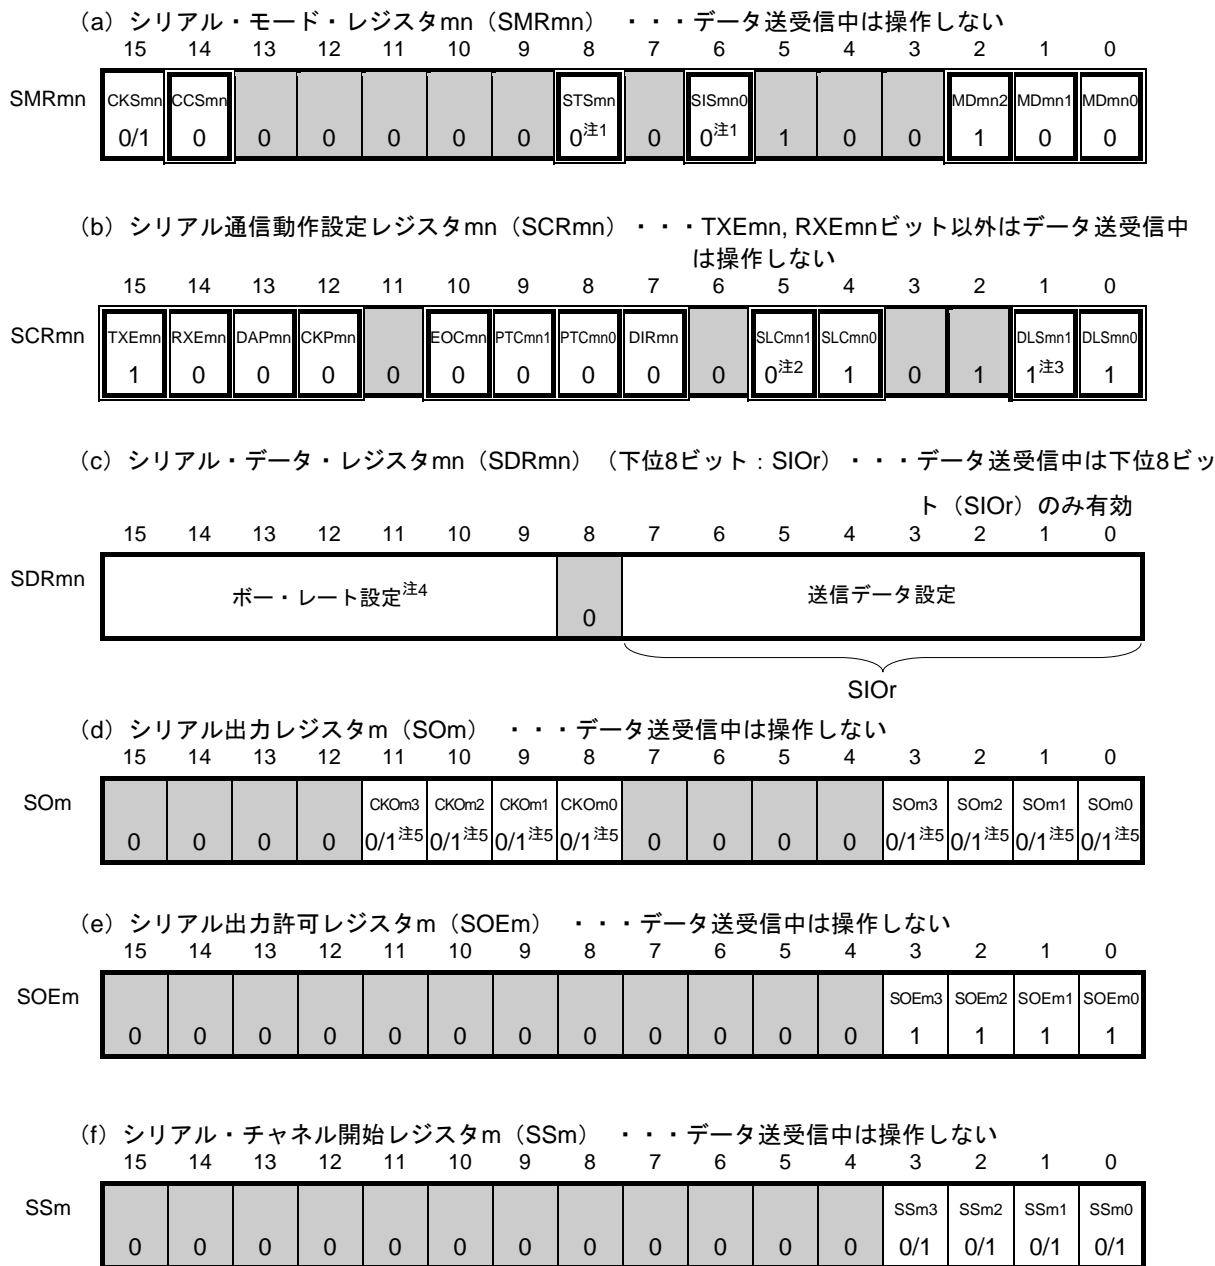 (a) シリアル・モード・レジスタmn（SMRmn） ・・・データ送受信中は操作しない
15 14 13 12 11 10 9 8 7 6 5 4 3 2 1 0
SMRmn CKSmn CCSmn STSmn SISmn0 MDmn2 MDmn1 MDmn0
0/1 0 0 0 0 0 0 0注1 0 0注1 1 0 0 1 0 0
(b) シリアル通信動作設定レジスタmn（SCRmn）・・・TXEmn, RXEmnビット以外はデータ送受信中
は操作しない
15 14 13 12 11 10 9 8 7 6 5 4 3 2 1 0
SCRmn TXEmn RXEmn DAPmn CKPmn EOCmn PTCmn1 PTCmn0 DIRmn SLCmn1 SLCmn0 DLSmn1 DLSmn0
1 0 0 0 0 0 0 0 0 0 0注2 1 0 1 1注3 1
(c) シリアル・データ・レジスタmn（SDRmn）（下位8ビット：SIOr）・・・データ送受信中は下位8ビッ
ト（SIOr）のみ有効
15 14 13 12 11 10 9 8 7 6 5 4 3 2 1 0
SDRmn ボー・レート設定注4 0 送信データ設定
SIOr
(d) シリアル出力レジスタm（SOm） ・・・データ送受信中は操作しない
15 14 13 12 11 10 9 8 7 6 5 4 3 2 1 0
SOm CKOm3 CKOm2 CKOm1 CKOm0 SOm3 SOm2 SOm1 SOm0
0 0 0 0 0/1注5 0/1注5 0/1注5 0/1注5 0 0 0 0 0/1注5 0/1注5 0/1注5 0/1注5
(e) シリアル出力許可レジスタm（SOEm） ・・・データ送受信中は操作しない
15 14 13 12 11 10 9 8 7 6 5 4 3 2 1 0
SOEm SOEm3 SOEm2 SOEm1 SOEm0
0 0 0 0 0 0 0 0 0 0 0 0 1 1 1 1
(f) シリアル・チャネル開始レジスタm（SSm） ・・・データ送受信中は操作しない
15 14 13 12 11 10 9 8 7 6 5 4 3 2 1 0
SSm SSm3 SSm2 SSm1 SSm0
0 0 0 0 0 0 0 0 0 0 0 0 0/1 0/1 0/1 0/1